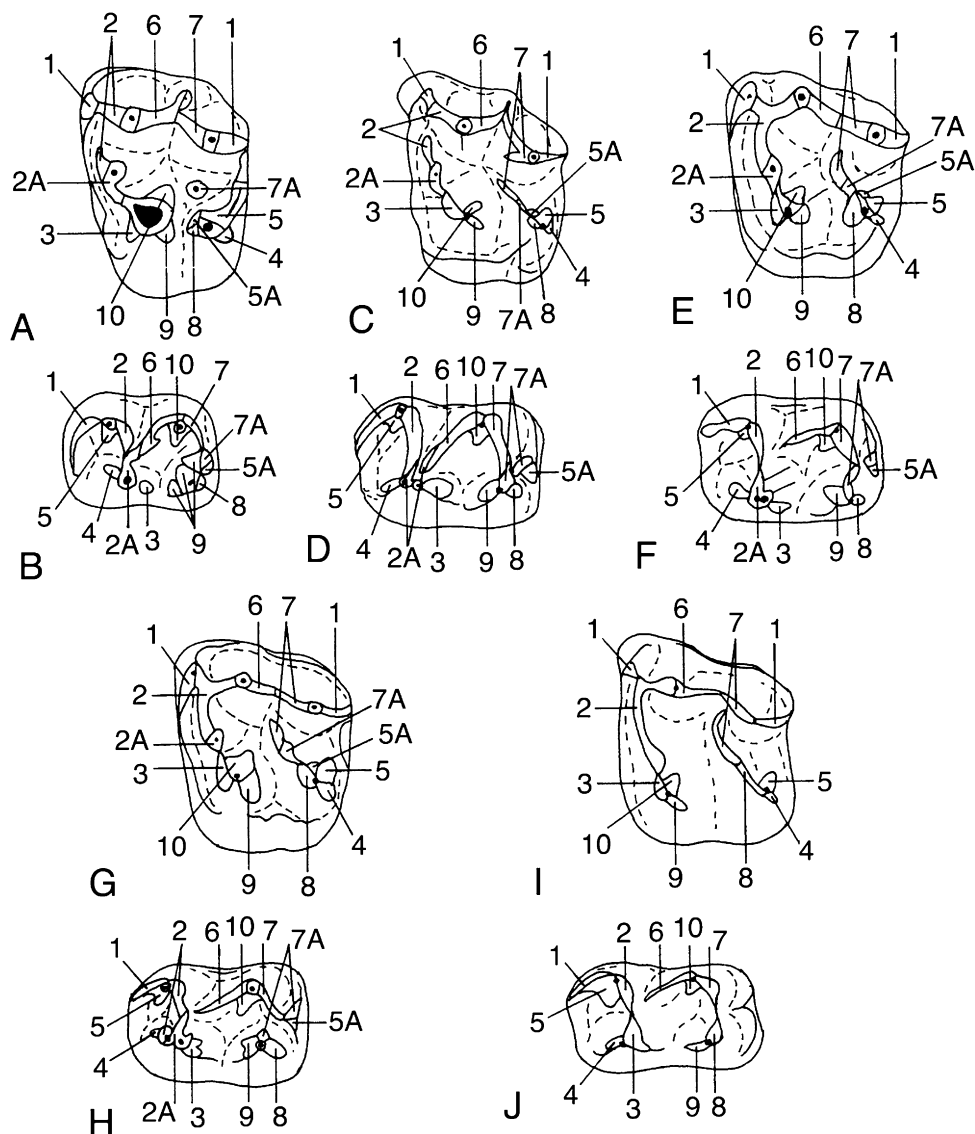 2 6 7 1
1
2A 7A
5
3 4
5A
10 9 8
A
6 7 1
1
2
5A
2A
3 5
4
10 9 7A 8
C
6 7 1
1
7A
2 5A
2A
5
3
4
10 9 8
E
1 2 6 10 7
7A
5A
5 4 8
2A 3 9
B
1 2 6 10 7 7A
5A
5
4 2A 3 9 8
D
1 2 6 10 7 7A
5A
5
4 2A 3 9 8
F
6 7 1
1
2 7A
5A
2A
3 5
10 4
9 8
G
6 7 1
1
2
3 5
10 4
9 8
I
1 2 6 10 7 7A
5 5A
4
2A 3 9 8
H
1 2 6 10 7
5
4 3 9 8
J